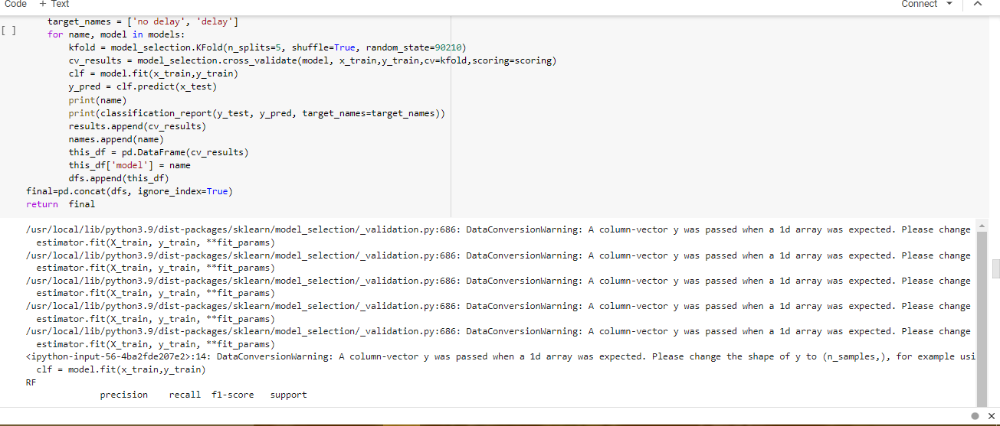 Code + Text Connect
[ ] target_names = ['no delay', 'delay']
for name, model in models:
kfold = model_selection.KFold(n_splits=5, shuffle=True, random_state=90210)
cv_results = model_selection.cross_validate(model, x_train,y_train,cv=kfold,scoring=scoring)
clf = model.fit(x_train,y_train)
y_pred = clf.predict(x_test)
print(name)
print(classification_report(y_test, y_pred, target_names=target_names))
results.append(cv_results)
names.append(name)
this_df = pd.DataFrame(cv_results)
this_df['model'] = name
dfs.append(this_df)
final=pd.concat(dfs, ignore_index=True)
return final
/usr/local/lib/python3.9/dist-packages/sklearn/model_selection/_validation.py:686: DataConversionWarning: A column-vector y was passed when a 1d array was expected. Please change
estimator.fit(X_train, y_train, **fit_params)
/usr/local/lib/python3.9/dist-packages/sklearn/model_selection/_validation.py:686: DataConversionWarning: A column-vector y was passed when a 1d array was expected. Please change
estimator.fit(X_train, y_train, **fit_params)
/usr/local/lib/python3.9/dist-packages/sklearn/model_selection/_validation.py:686: DataConversionWarning: A column-vector y was passed when a 1d array was expected. Please change
estimator.fit(X_train, y_train, **fit_params)
/usr/local/lib/python3.9/dist-packages/sklearn/model_selection/_validation.py:686: DataConversionWarning: A column-vector y was passed when a 1d array was expected. Please change
estimator.fit(X_train, y_train, **fit_params)
/usr/local/lib/python3.9/dist-packages/sklearn/model_selection/_validation.py:686: DataConversionWarning: A column-vector y was passed when a 1d array was expected. Please change
estimator.fit(X_train, y_train, **fit_params)
<ipython-input-56-4ba2fde207e2>:14: DataConversionWarning: A column-vector y was passed when a 1d array was expected. Please change the shape of y to (n_samples,), for example usi
clf = model.fit(x_train,y_train)
RF
precision recall f1-score support